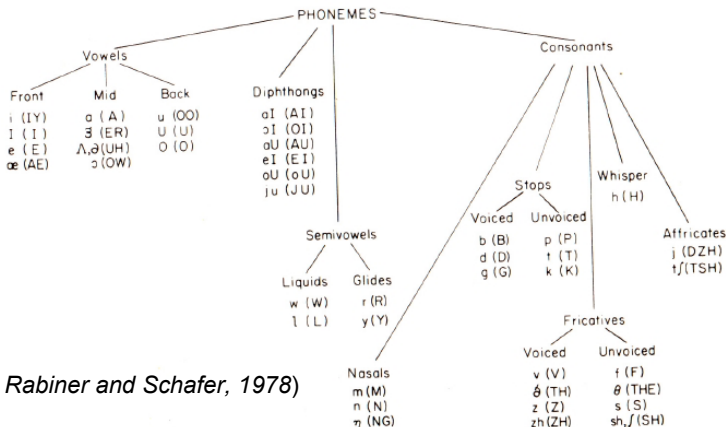 PHONEMES
Vowels
Front Mid Back
i (IY) a (A) u (OO)
I (I) ɝ (ER) U (U)
e (E) Λ,ə (UH) O (O)
æ (AE) ɔ (OW)
Diphthongs
aI (AI)
ɔI (OI)
aU (AU)
eI (EI)
oU (oU)
ju (JU)
Semivowels
Liquids Glides
w (W) r (R)
l (L) y (Y)
Consonants
Nasals
m (M)
n (N)
η (NG)
Stops
Voiced Unvoiced
b (B) p (P)
d (D) t (T)
g (G) k (K)
Fricatives
Voiced Unvoiced
v (V) f (F)
(TH) θ (THE)
z (Z) s (S)
zh (ZH) sh,ʃ (SH)
Whisper
h (H)
Affricates
j (DZH)
tʃ (TSH)
Rabiner and Schafer, 1978)